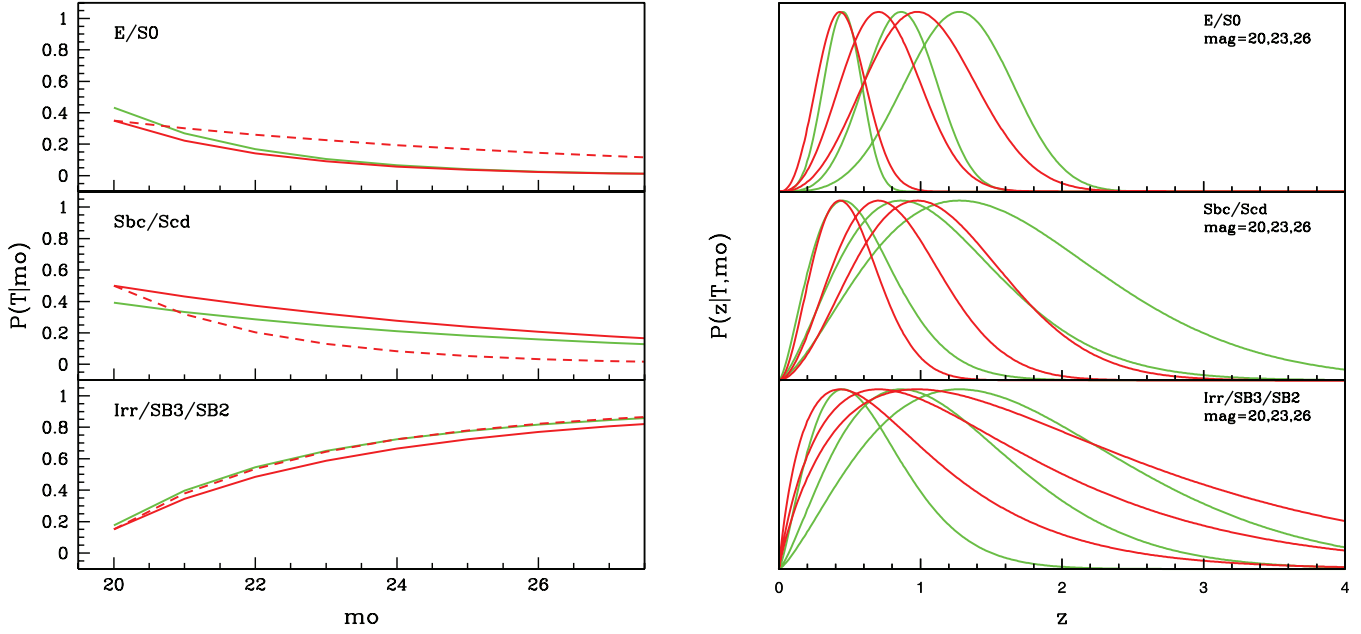 1
0.8
0.6
0.4
0.2
0
E/S0
1
0.8
0.6
0.4
0.2
0
Sbc/Scd
1
0.8
0.6
0.4
0.2
0
Irr/SB3/SB2
P(T|mo)
20
22
24
26
mo
E/S0
mag=20,23,26
Sbc/Scd
mag=20,23,26
Irr/SB3/SB2
mag=20,23,26
P(z|T,mo)
0
1
2
3
4
z